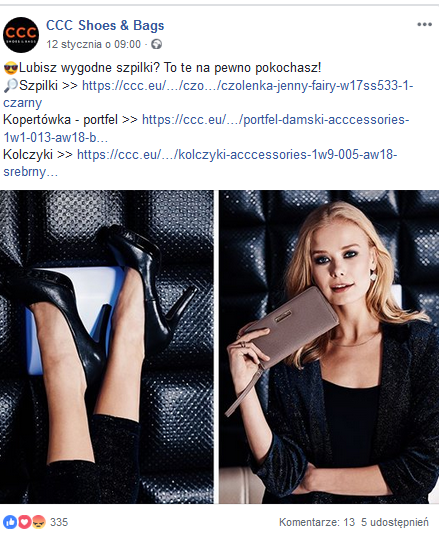 CCC Shoes & Bags
12 stycznia o 09:00
CCC
SHOES & BAGS
😎Lubisz wygodne szpilki? To te na pewno pokochasz!
🔎Szpilki >> https://ccc.eu/…/czo…/czolenka-jenny-fairy-w17ss533-1-
czarny
Kopertówka - portfel >> https://ccc.eu/…/portfel-damski-acccessories-
1w1-013-aw18-b…
Kolczyki >> https://ccc.eu/…/kolczyki-acccessories-1w9-005-aw18-
srebrny…
335
Komentarze: 13 5 udostępnień